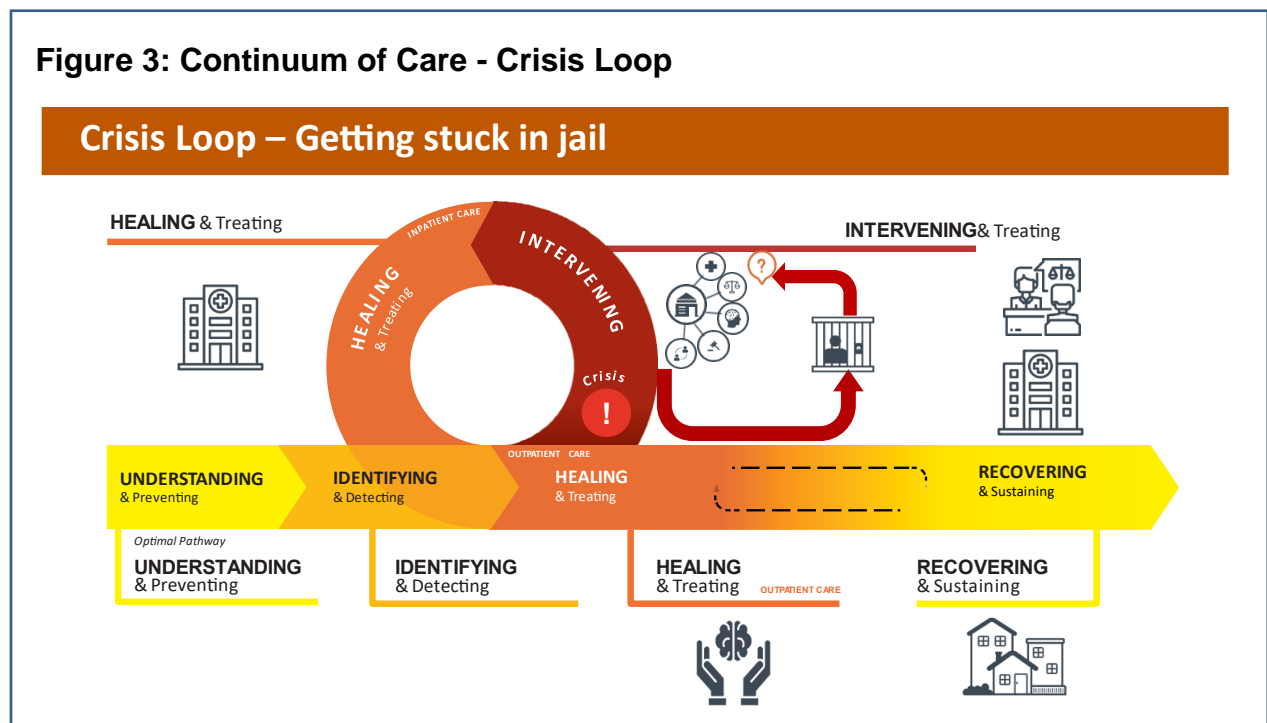 Figure 3: Continuum of Care - Crisis Loop
Crisis Loop – Getting stuck in jail
HEALING & Treating
INPATIENT CARE
INTERVENING
INTERVENING & Treating
HEALING
& Treating
?
Crisis
!
OUTPATIENT CARE
UNDERSTANDING
& Preventing
IDENTIFYING
& Detecting
HEALING
& Treating
RECOVERING
& Sustaining
Optimal Pathway
UNDERSTANDING
& Preventing
IDENTIFYING
& Detecting
HEALING
& Treating
OUTPATIENT CARE
RECOVERING
& Sustaining